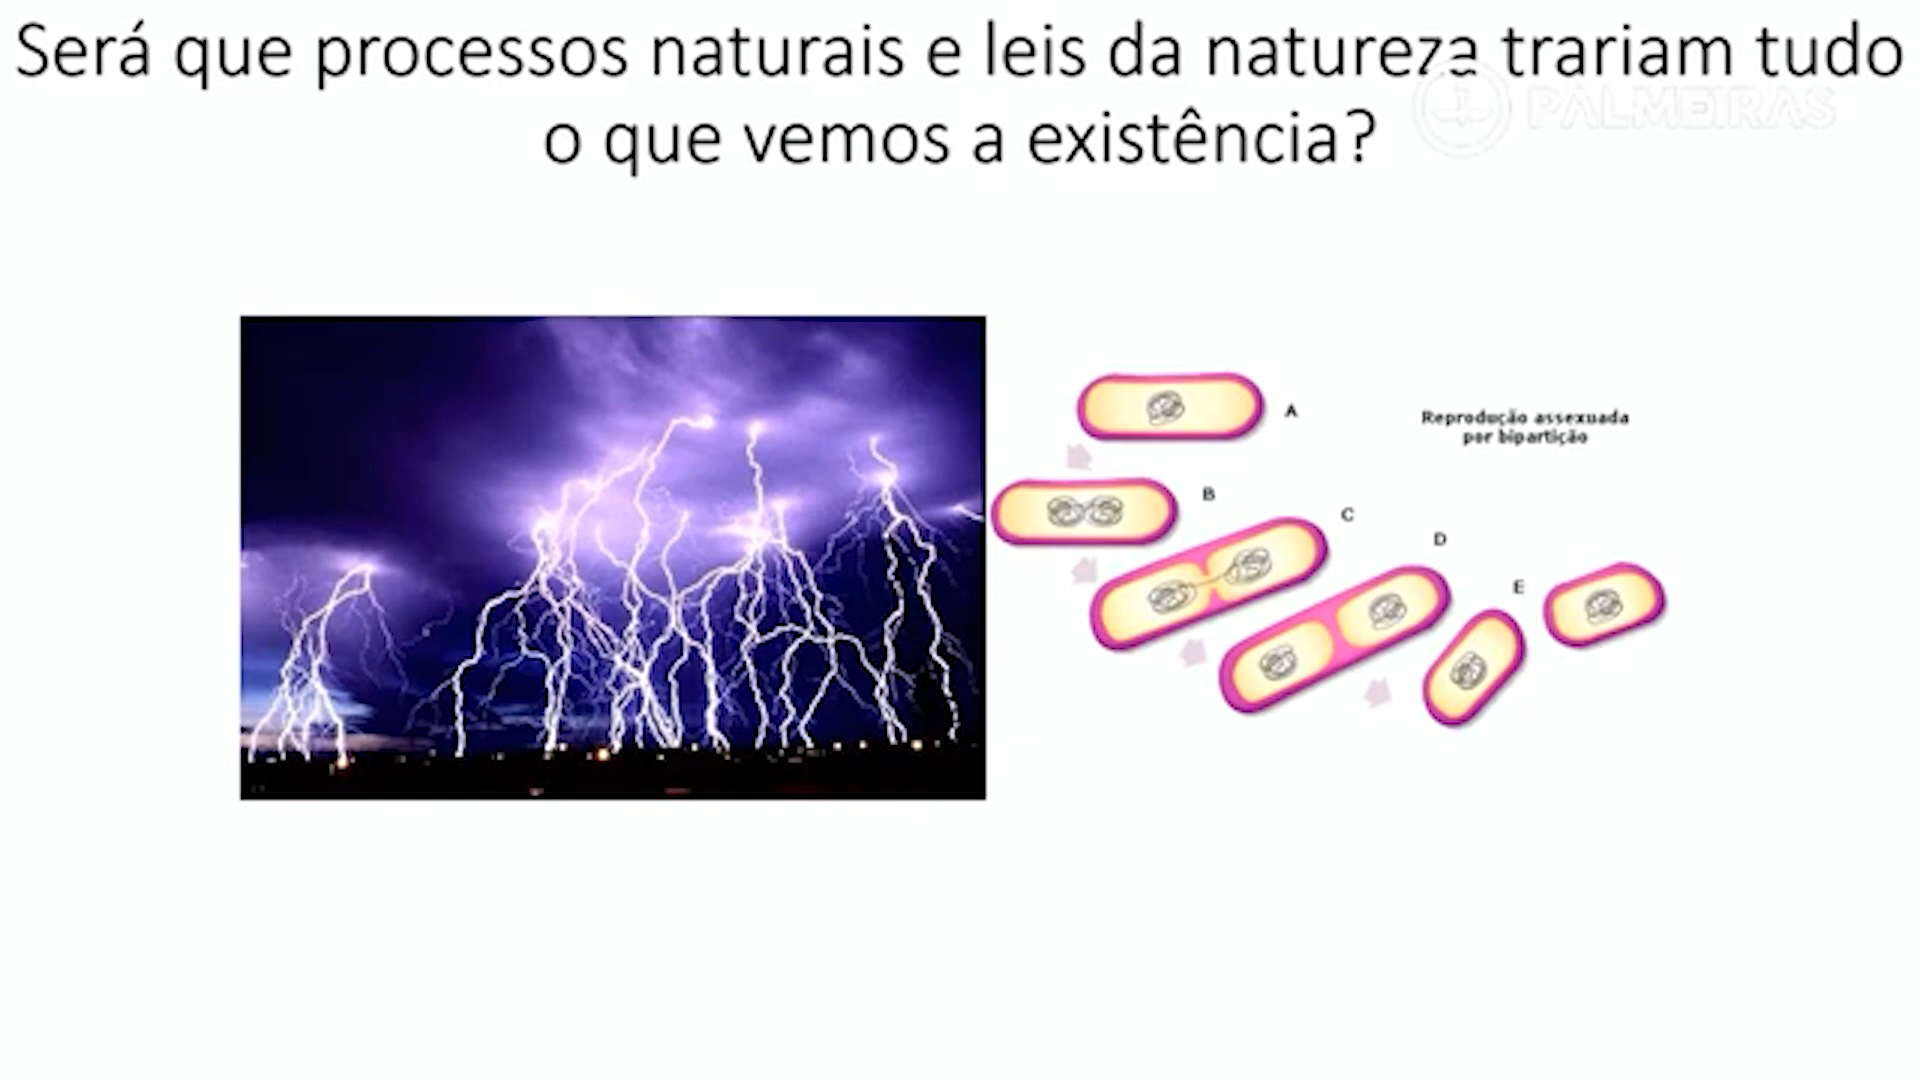 Será que processos naturais e leis da natureza trariam tudo
o que vemos a existência?
PALMEIRAS
A
Reprodução assexuada
por bipartição
B
C
D
E